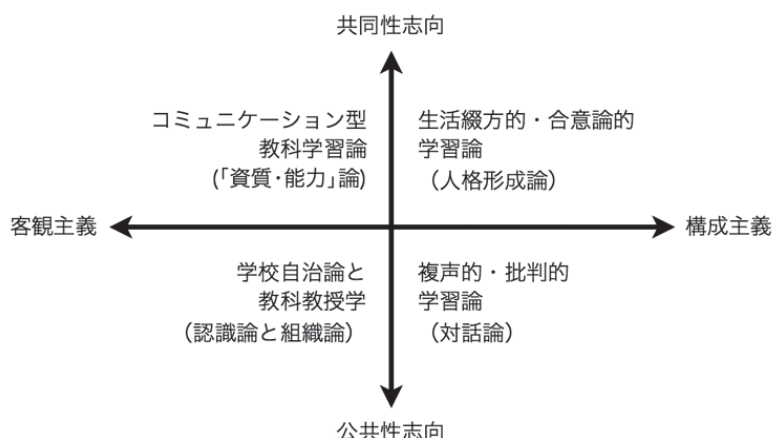 共同性志向
コミュニケーション型
教科学習論
(｢資質･能力｣論)
生活綴方的・合意論的
学習論
（人格形成論）
客観主義
構成主義
学校自治論と
教科教授学
（認識論と組織論）
複声的・批判的
学習論
（対話論）
公共性志向